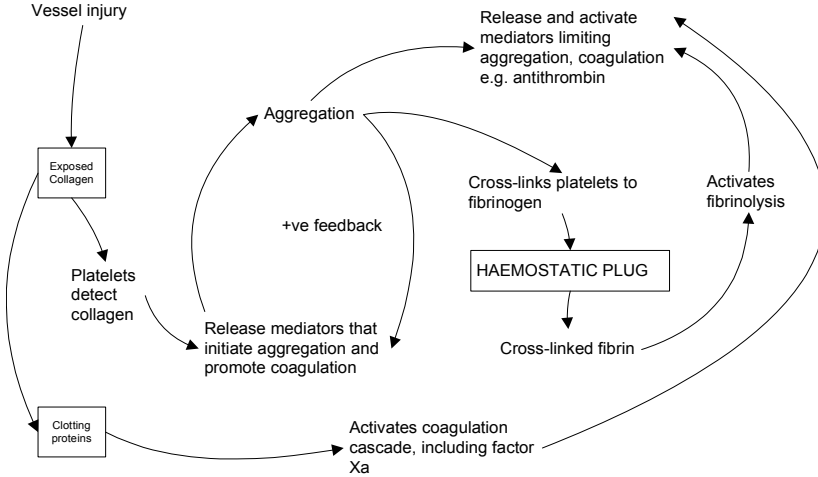 Vessel injury
Release and activate
mediators limiting
aggregation, coagulation
e.g. antithrombin
Aggregation
Exposed
Collagen
Cross-links platelets to
fibrinogen
Activates
fibrinolysis
+ve feedback
Platelets
detect
collagen
HAEMOSTATIC PLUG
Release mediators that
initiate aggregation and
promote coagulation
Cross-linked fibrin
Clotting
proteins
Activates coagulation
cascade, including factor
Xa